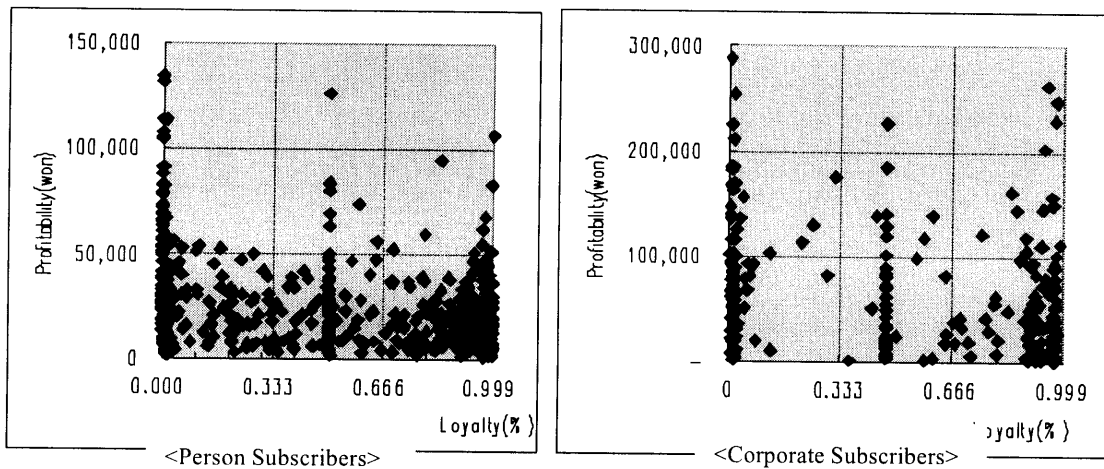 150,000
100,000
50,000
0
Profitability(won)
0.000 0.333 0.666 0.999
Loyalty(%)
<Person Subscribers>
300,000
200,000
100,000
–
Profitability(won)
0 0.333 0.666 0.999
oyalty(%)
<Corporate Subscribers>